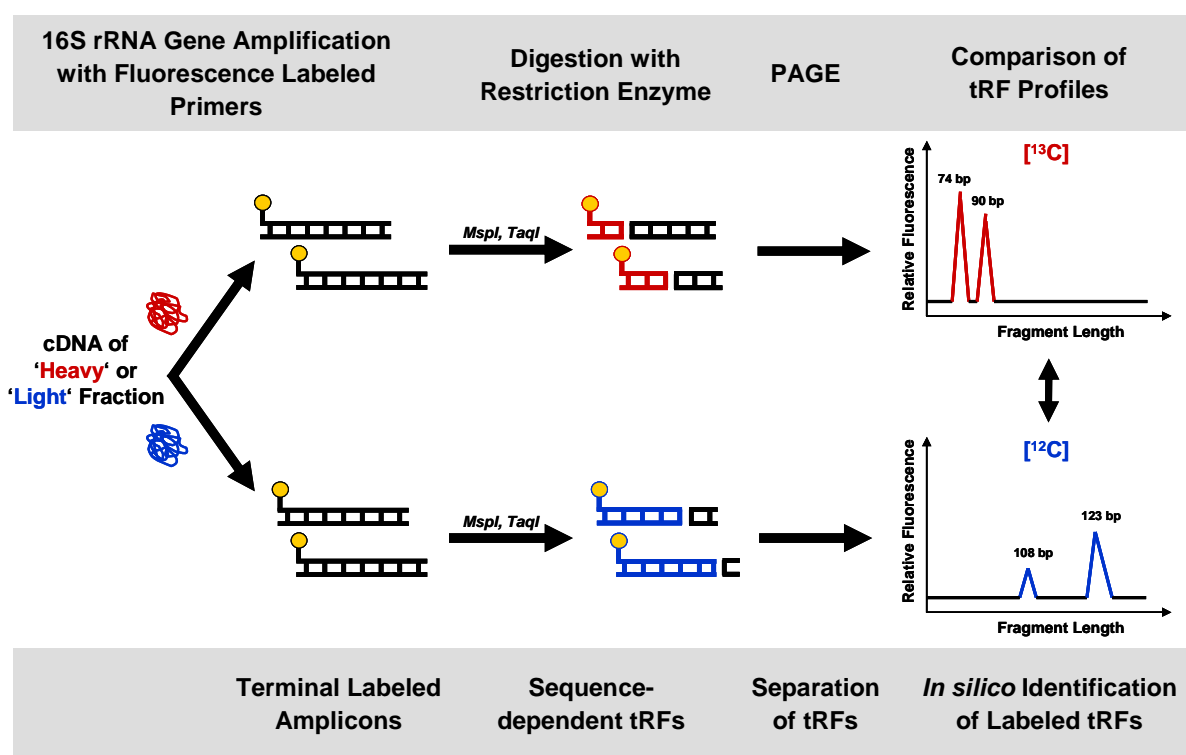 16S rRNA Gene Amplification
with Fluorescence Labeled
Primers
Digestion with
Restriction Enzyme
PAGE
Comparison of
tRF Profiles
[¹³C]
74 bp
90 bp
Relative Fluorescence
Fragment Length
MspI, TaqI
cDNA of
‘Heavy‘ or
‘Light‘ Fraction
[¹²C]
123 bp
108 bp
Relative Fluorescence
Fragment Length
MspI, TaqI
Terminal Labeled
Amplicons
Sequence-
dependent tRFs
Separation
of tRFs
In silico Identification
of Labeled tRFs